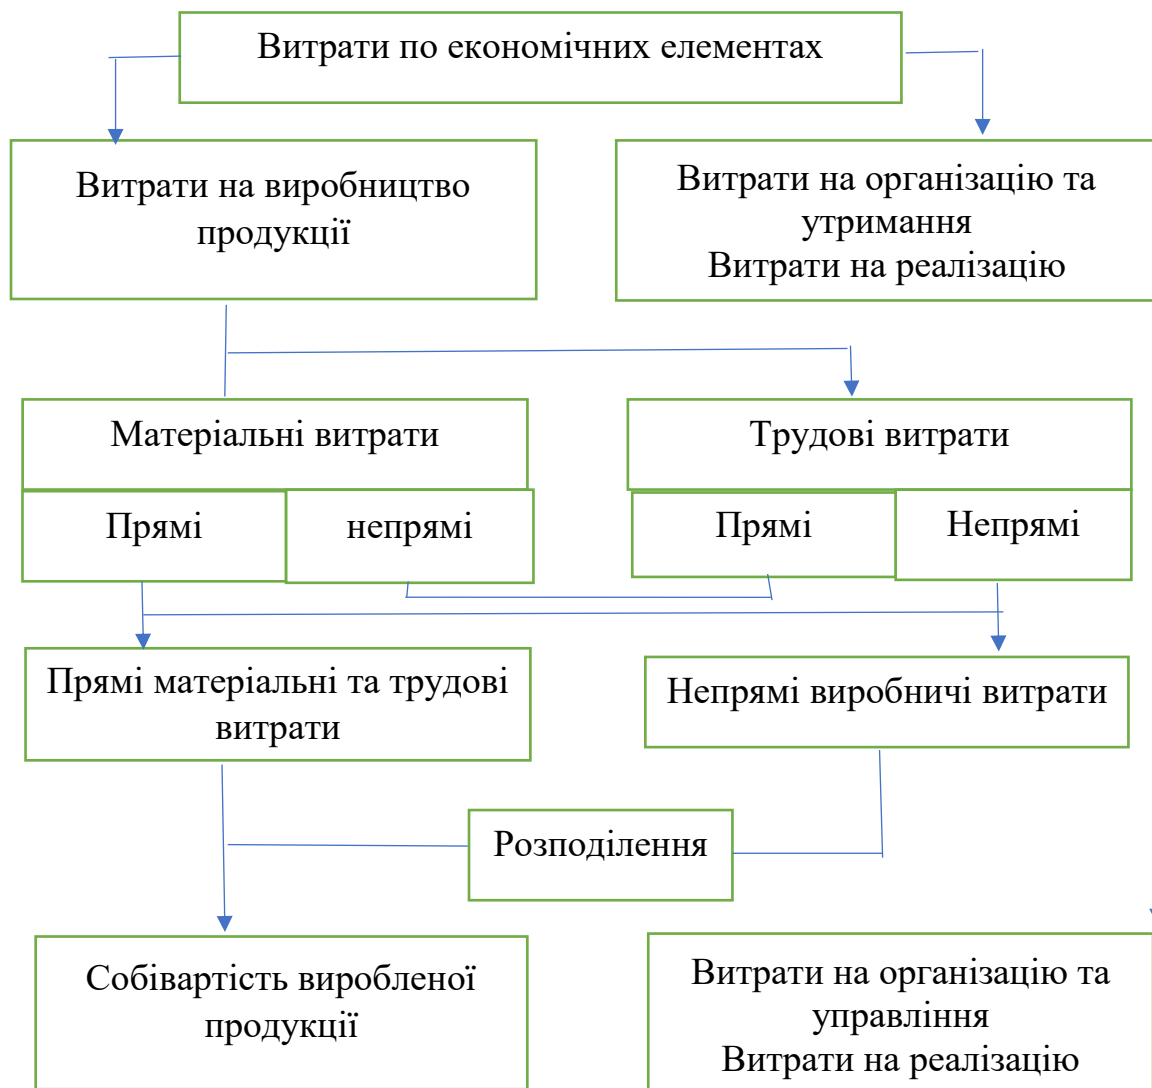 Витрати по економічних елементах
Витрати на виробництво
продукції
Витрати на організацію та
утримання
Витрати на реалізацію
Матеріальні витрати
Трудові витрати
Прямі
непрямі
Прямі
Непрямі
Прямі матеріальні та трудові
витрати
Непрямі виробничі витрати
Розподілення
Собівартість виробленої
продукції
Витрати на організацію та
управління
Витрати на реалізацію